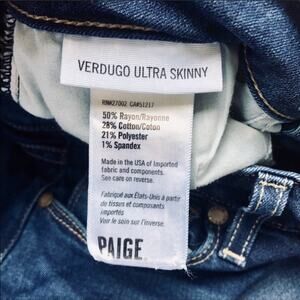 VERDUGO ULTRA SKINNY
RN#27002 CA#51217
50% Rayon/Rayonne
28% Cotton/Coton
21% Polyester
1% Spandex
Made in the USA of Imported
fabric and components.
See care on reverse.
Fabriqué aux États-Unis à partir
de tissus et composants
importés
Voir le soin sur l'inverse.
PAIGE